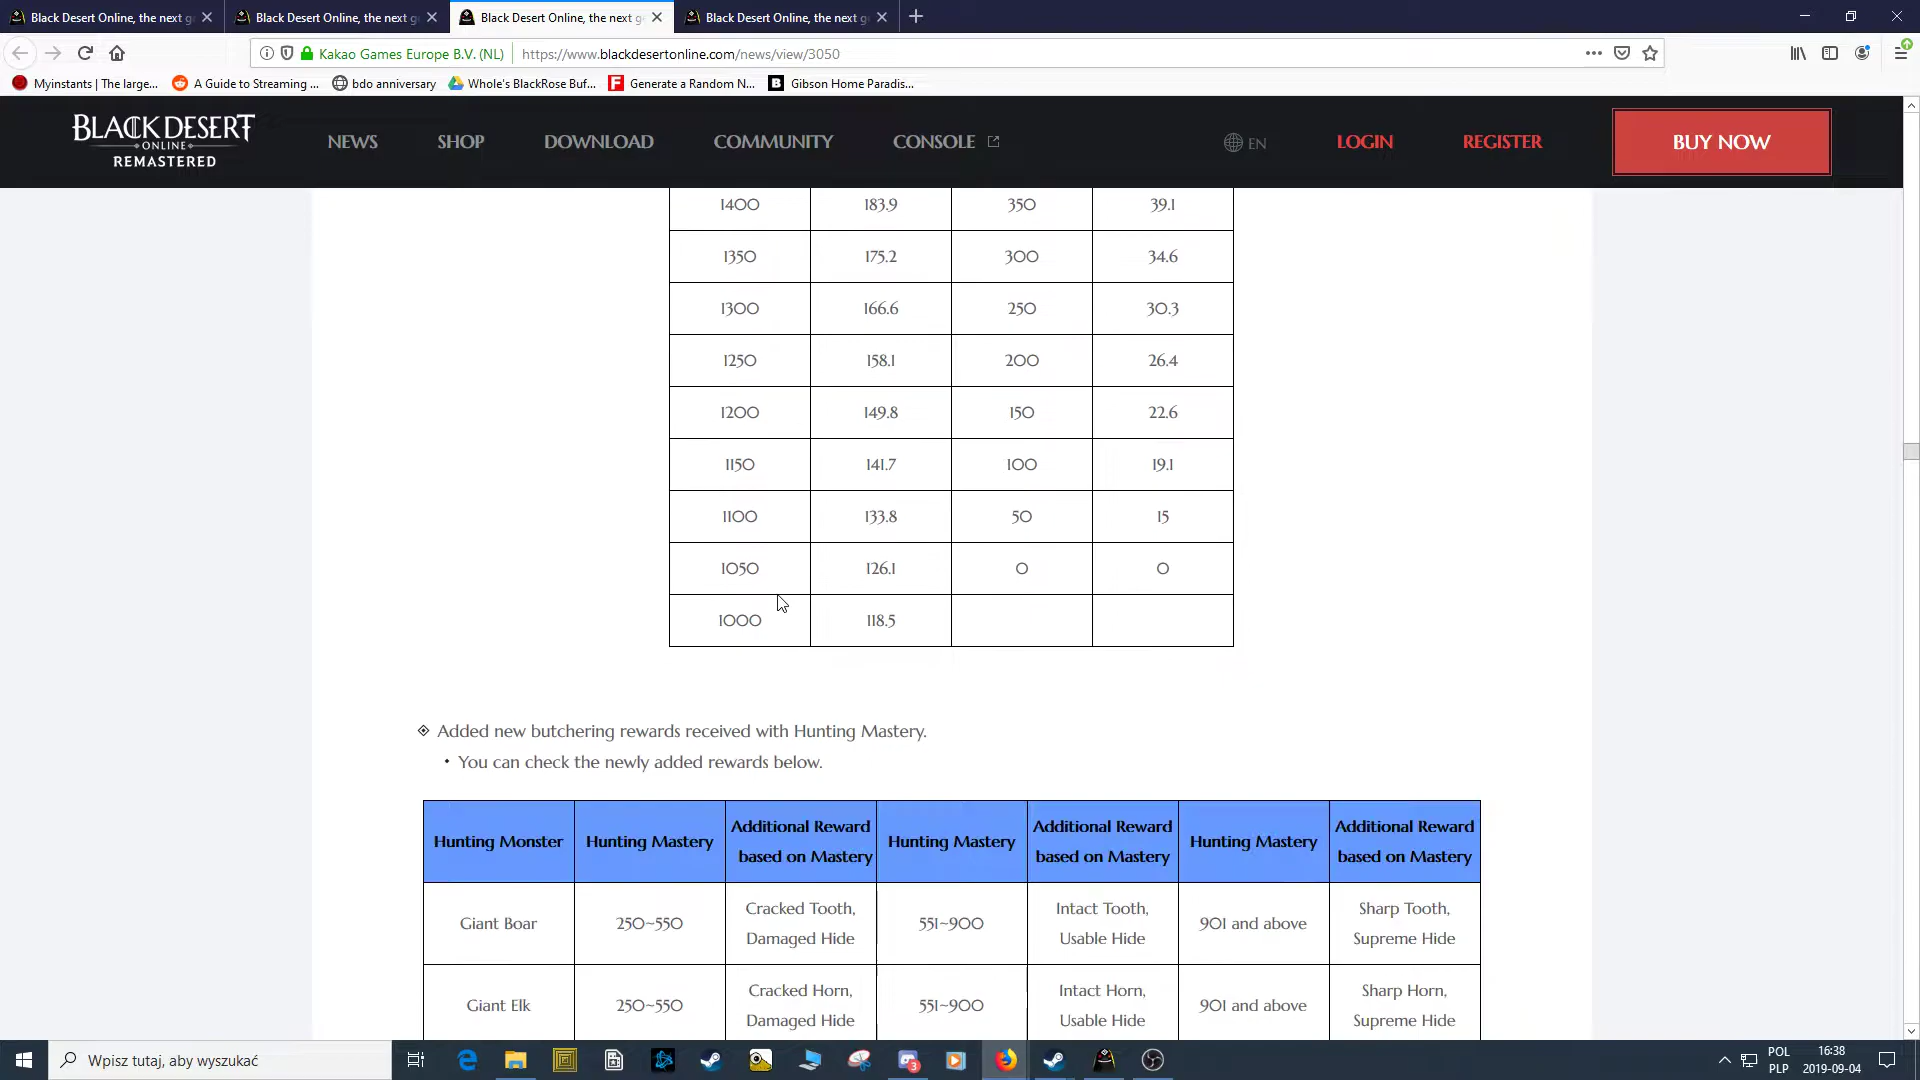 Black Desert Online, the next g
Black Desert Online, the next g
Black Desert Online, the next g
Black Desert Online, the next g
Kakao Games Europe B.V. (NL)
https://www.blackdesertonline.com/news/view/3050
Myinstants | The large...
A Guide to Streaming ...
bdo anniversary
Whole's BlackRose Buf...
Generate a Random N...
Gibson Home Paradis...
BLACK DESERT
ONLINE
REMASTERED
NEWS
SHOP
DOWNLOAD
COMMUNITY
CONSOLE
EN
LOGIN
REGISTER
BUY NOW
1400 183.9 350 39.1
1350 175.2 300 34.6
1300 166.6 250 30.3
1250 158.1 200 26.4
1200 149.8 150 22.6
1150 141.7 100 19.1
1100 133.8 50 15
1050 126.1 0 0
1000 118.5
Added new butchering rewards received with Hunting Mastery.
• You can check the newly added rewards below.
Hunting Monster
Hunting Mastery
Additional Reward
based on Mastery
Hunting Mastery
Additional Reward
based on Mastery
Hunting Mastery
Additional Reward
based on Mastery
Giant Boar
250~550
Cracked Tooth,
Damaged Hide
551~900
Intact Tooth,
Usable Hide
901 and above
Sharp Tooth,
Supreme Hide
Giant Elk
250~550
Cracked Horn,
Damaged Hide
551~900
Intact Horn,
Usable Hide
901 and above
Sharp Horn,
Supreme Hide
Wpisz tutaj, aby wyszukać
3
POL
PLP
16:38
2019-09-04